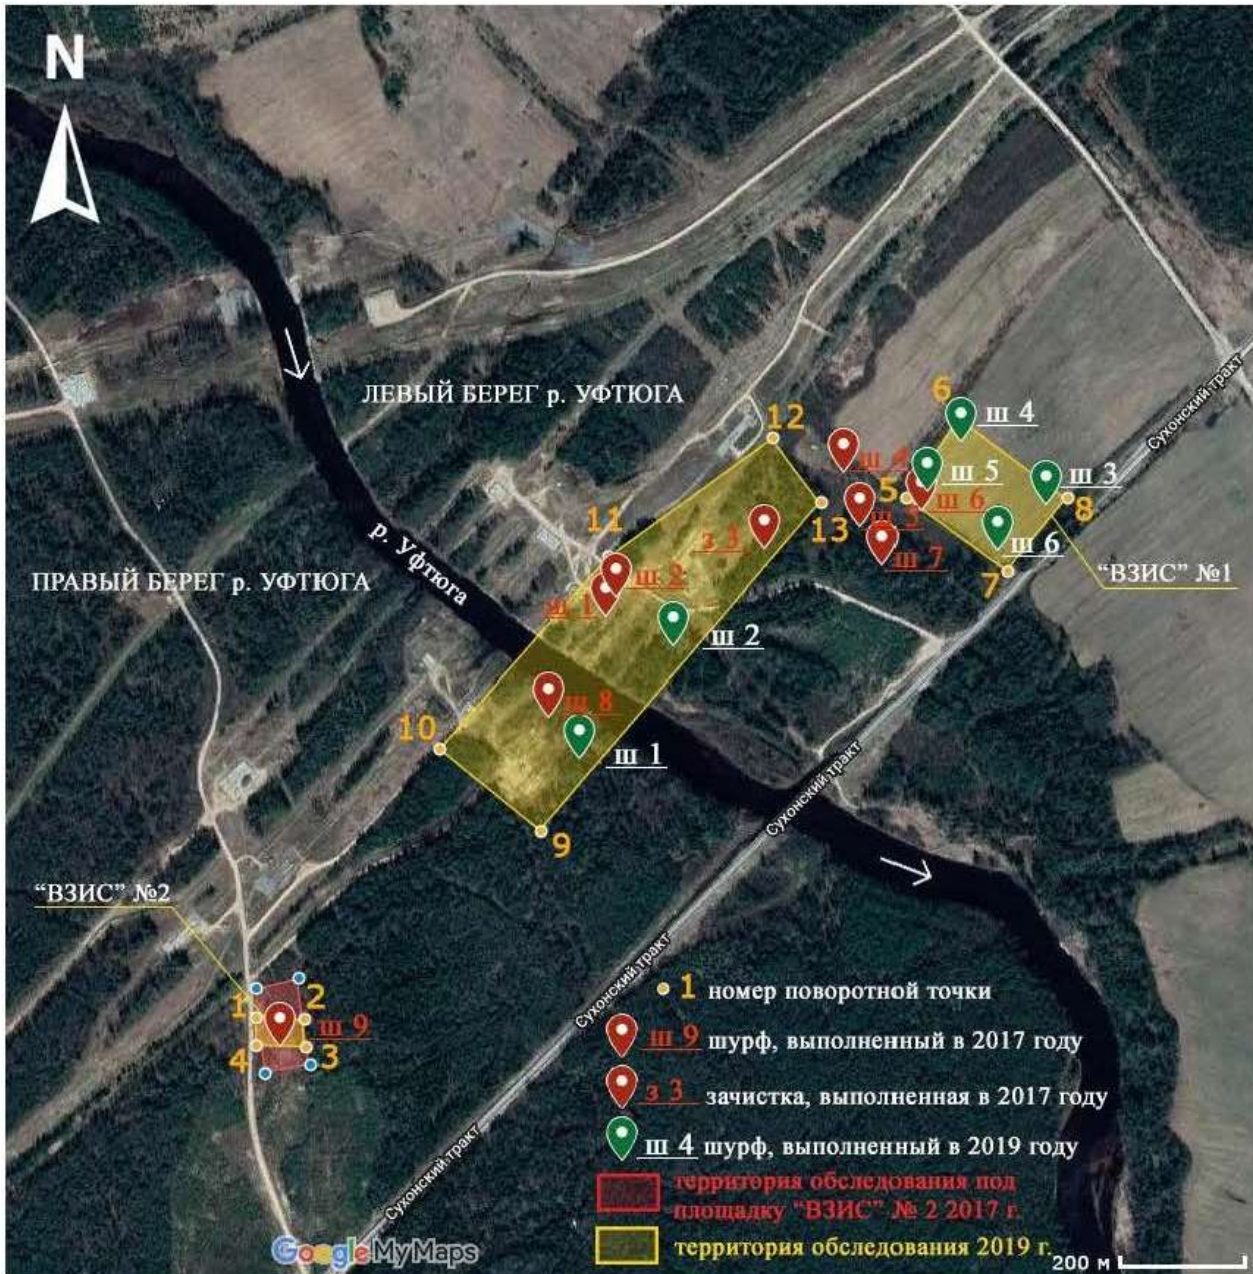 N
ЛЕВЫЙ БЕРЕГ р. УФТЮГА
ПРАВЫЙ БЕРЕГ р. УФТЮГА
р. Уфтюга
6
ш 4
Сухонский тракт
12
ш 4
ш 5
ш 3
5
ш 6
8
13
з 3
ш 5
ш 7
ш 6
7
"ВЗИС" №1
11
ш 2
ш 1
ш 2
ш 8
10
ш 1
Сухонский тракт
9
"ВЗИС" №2
Сухонский тракт
1
2
ш 9
4
3
1 номер поворотной точки
ш 9 шурф, выполненный в 2017 году
з 3 зачистка, выполненная в 2017 году
ш 4 шурф, выполненный в 2019 году
территория обследования под
площадку "ВЗИС" № 2 2017 г.
территория обследования 2019 г.
Сухонский тракт
Google My Maps
200 м